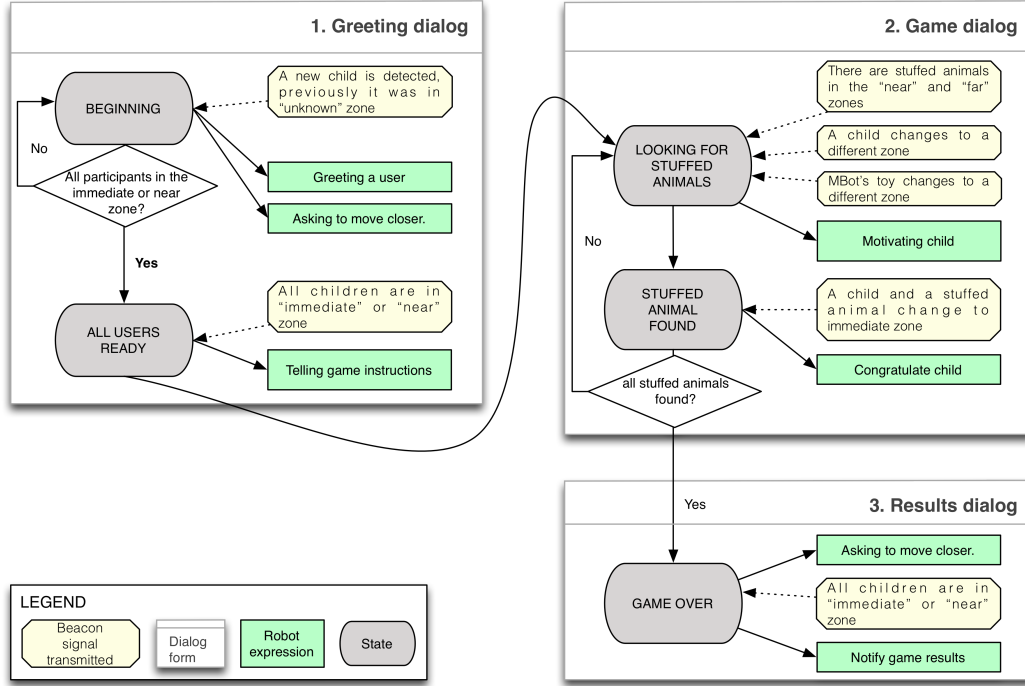 1. Greeting dialog
BEGINNING
A new child is detected,
previously it was in
“unknown” zone
No
All participants in the
immediate or near
zone?
Greeting a user
Asking to move closer.
Yes
All children are in
“immediate” or “near”
zone
ALL USERS
READY
Telling game instructions
2. Game dialog
There are stuffed animals
in the “near” and “far”
zones
LOOKING FOR
STUFFED
ANIMALS
A child changes to a
different zone
MBot's toy changes to a
different zone
Motivating child
No
STUFFED
ANIMAL
FOUND
A child and a stuffed
animal change to
immediate zone
Congratulate child
all stuffed animals
found?
Yes
3. Results dialog
Asking to move closer.
GAME OVER
All children are in
“immediate” or “near”
zone
Notify game results
LEGEND
Beacon
signal
transmitted
Dialog
form
Robot
expression
State